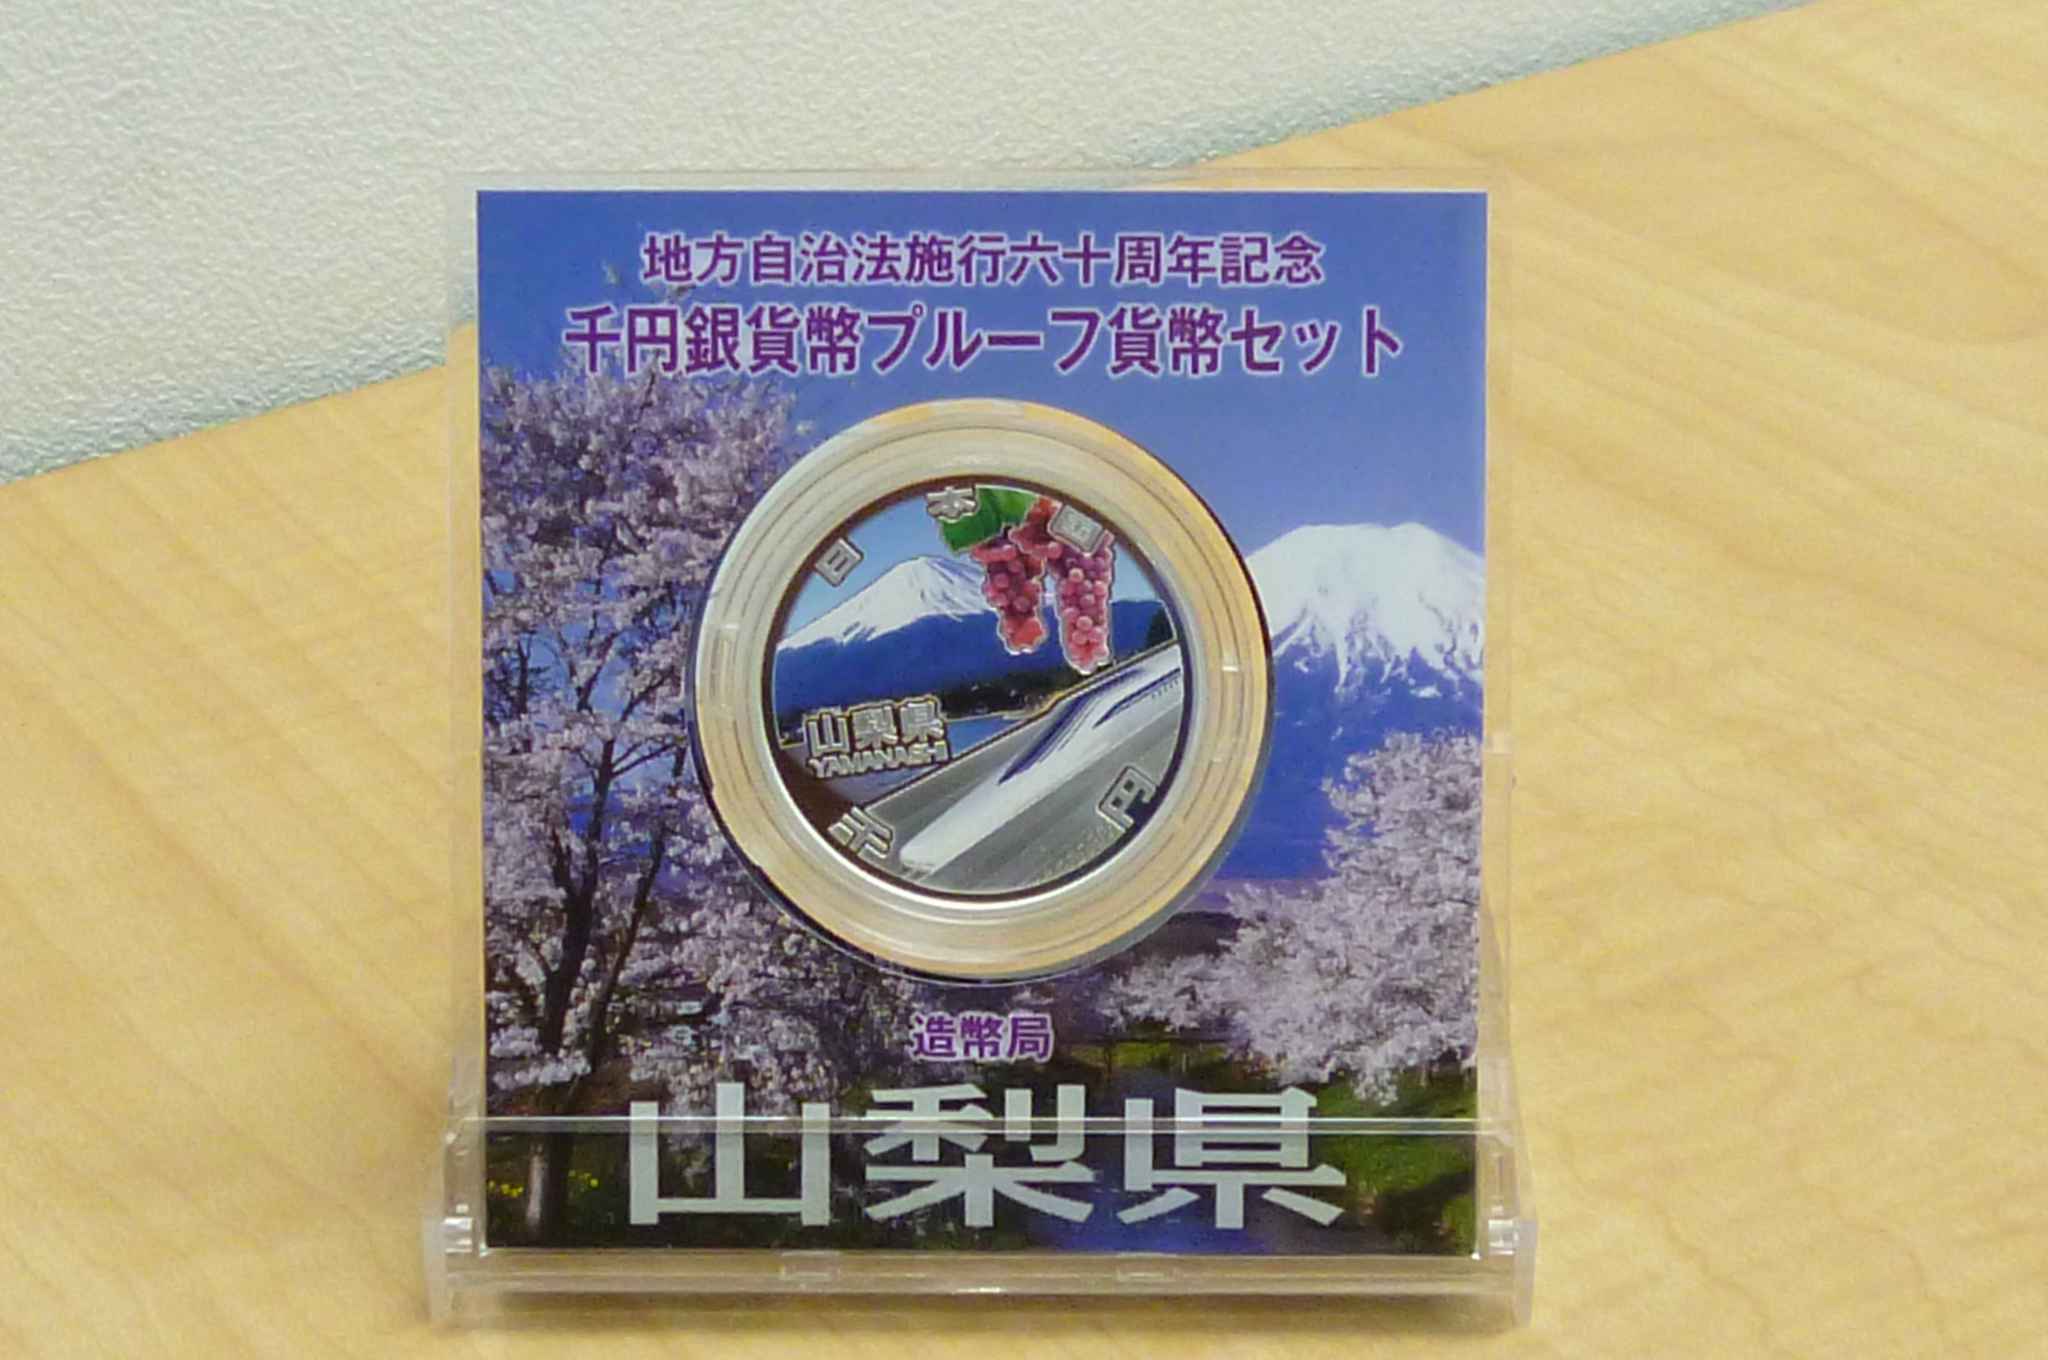 地方自治法施行六十周年記念
千円銀貨幣プルーフ貨幣セット
日本国
山梨県
YAMANASHI
千円
造幣局
山梨県